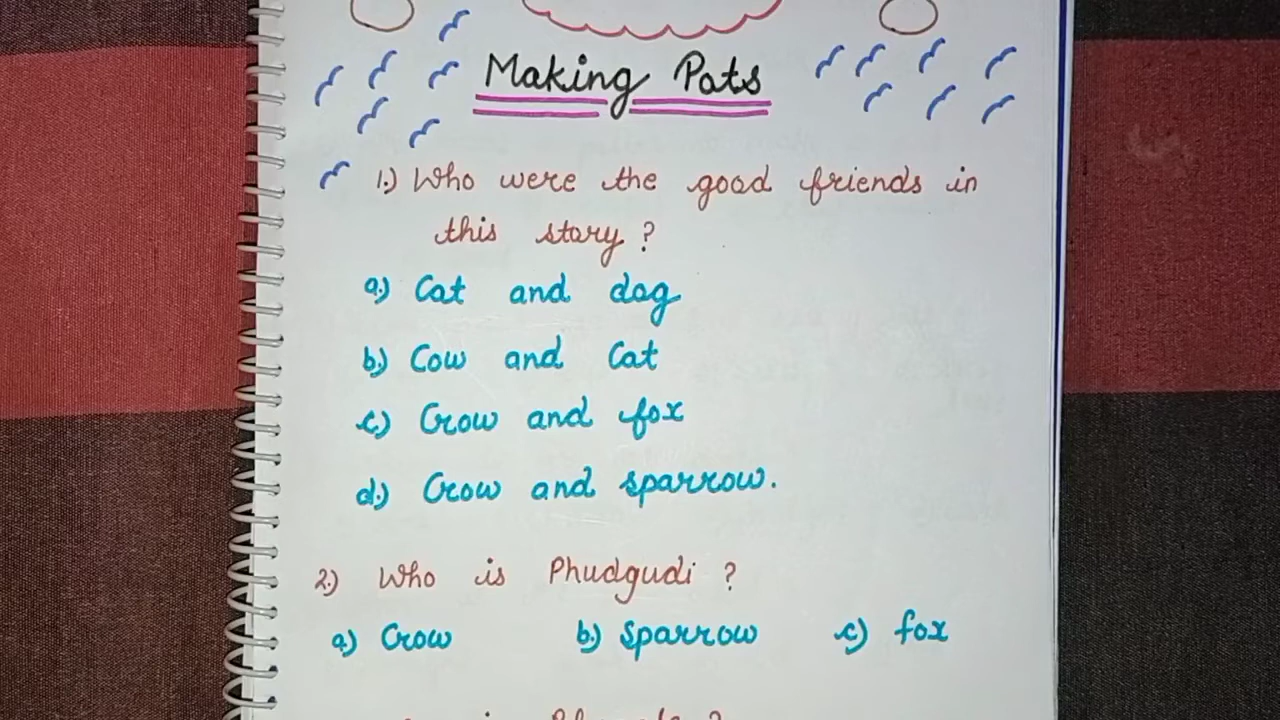 Making Pots
1.) Who were the good friends in
this story ?
a.) Cat and dog
b.) Cow and Cat
c.) Crow and fox
d.) Crow and sparrow.
2.) Who is Phudgudi ?
a.) Crow b.) Sparrow c.) fox